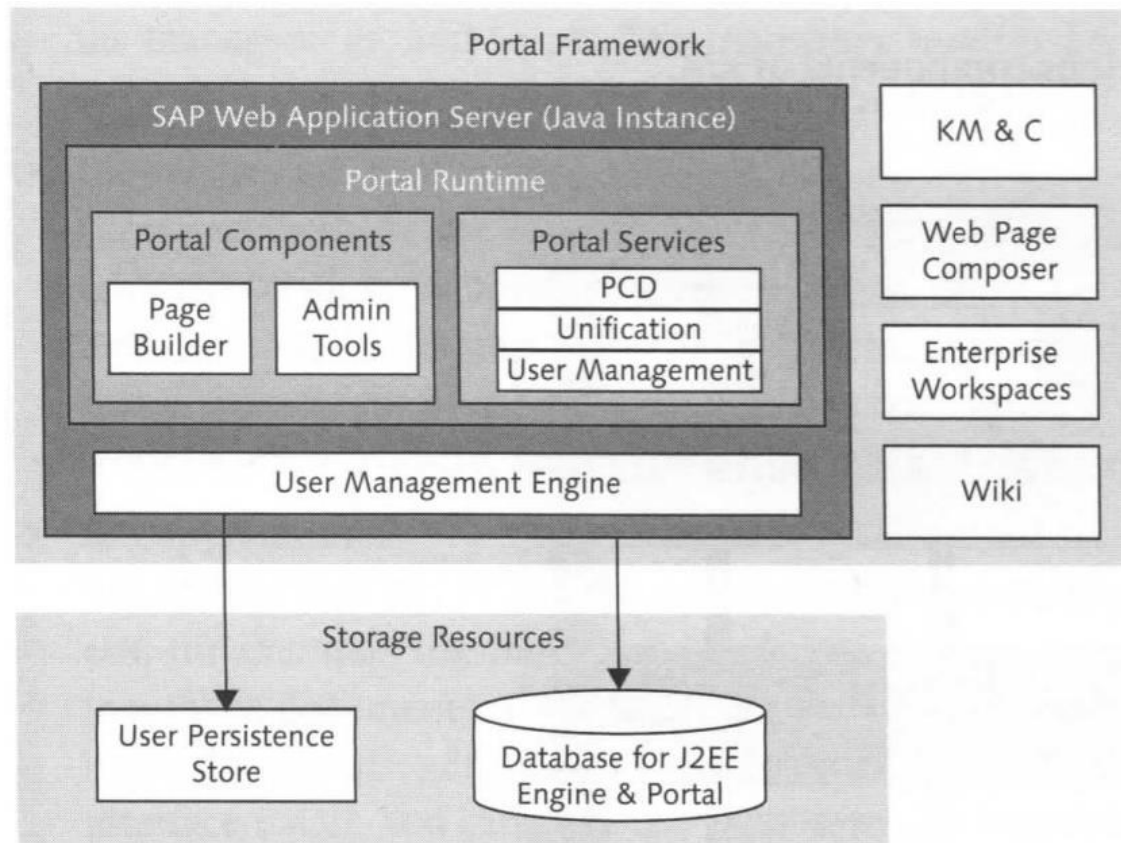 Portal Framework
SAP Web Application Server (Java Instance)
Portal Runtime
Portal Components
Page
Builder
Admin
Tools
Portal Services
PCD
Unification
User Management
User Management Engine
KM & C
Web Page
Composer
Enterprise
Workspaces
Wiki
Storage Resources
User Persistence
Store
Database for J2EE
Engine & Portal